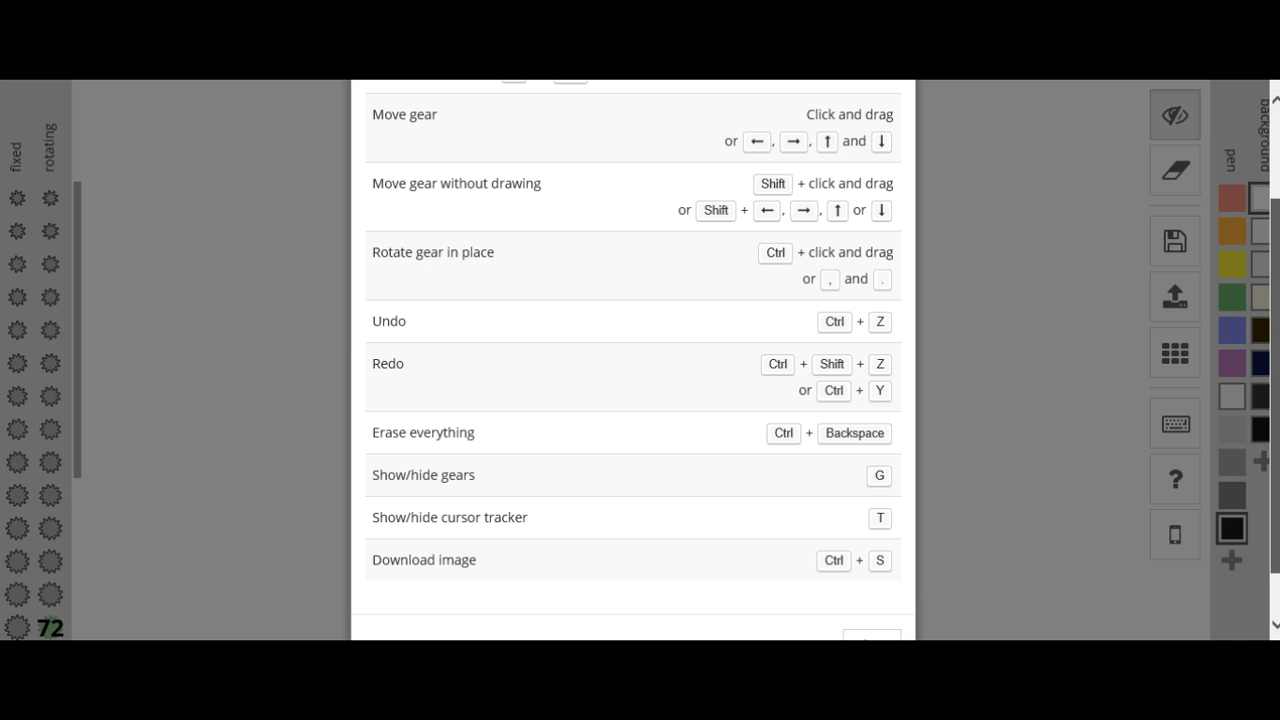 Move gear Click and drag
or ←, →, ↑ and ↓
Move gear without drawing Shift + click and drag
or Shift + ←, →, ↑ or ↓
Rotate gear in place Ctrl + click and drag
or , and .
Undo Ctrl + Z
Redo Ctrl + Shift + Z
or Ctrl + Y
Erase everything Ctrl + Backspace
Show/hide gears G
Show/hide cursor tracker T
Download image Ctrl + S
fixed
rotating
72
?
pen
background